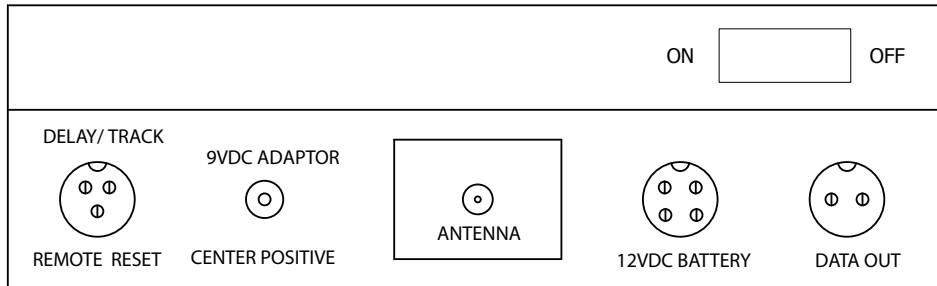 ON
OFF
DELAY/ TRACK
9VDC ADAPTOR
ANTENNA
REMOTE RESET
CENTER POSITIVE
12VDC BATTERY
DATA OUT